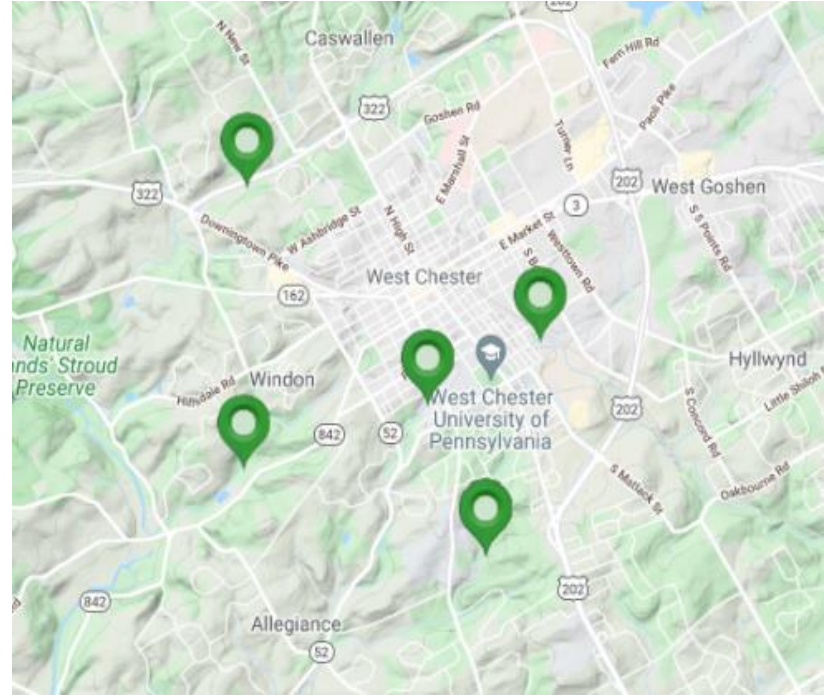 202
Caswallen
N New St
Fern Hill Rd
322
Goshen Rd
Paoli Pike
Turner Ln
E Marshall St
322
202
West Goshen
3
Downingtown Pike
W Ashbridge St
N High St
E Market St
S S Points Rd
Westtown Rd
S B
West Chester
162
Natural
nds' Stroud
Preserve
Hyllwynd
Windon
Hillsdale Rd
West Chester
University of
Pennsylvania
202
S Concord Rd
Little Shiloh
842
52
S Matlack St
Oakbourne Rd
202
842
Allegiance
52